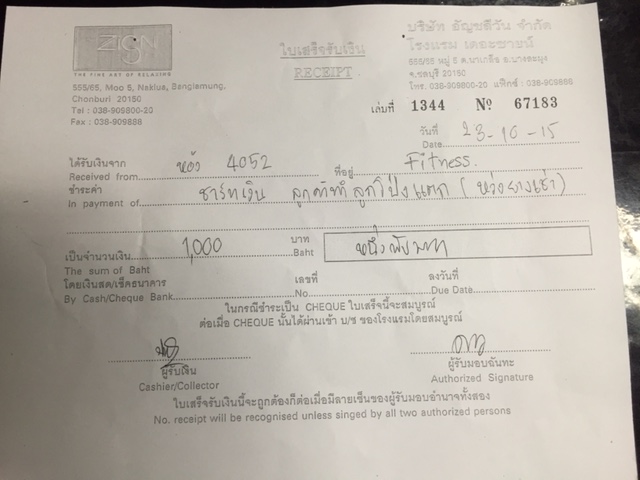 ZIGN
THE FINE ART OF RELAXING
555/65, Moo 5, Naklua, Banglamung,
Chonburi 20150
Tel : 038-909800-20
Fax : 038-909888
ใบเสร็จรับเงิน
RECEIPT
บริษัท อัญชลีวัน จำกัด
โรงแรม เดอะซายน์
555/65 หมู่ 5 ต.นาเกลือ อ.บางละมุง
จ.ชลบุรี 20150
โทร. 038-909800-20 แฟ็กซ์ : 038-909888
เล่มที่ 1344 Nº 67183
วันที่ 23-10-15
Date
ได้รับเงินจาก ห้อง 4052 ที่อยู่ Fitness.
Received from
ชำระค่า ชาร์ทเงิน ลูกค้าทำลูกโป่งแตก (ห่วงยางเช่า)
In payment of
เป็นจำนวนเงิน 1,000 บาท หนึ่งพันบาท
The sum of Baht Baht
โดยเงินสด/เช็คธนาคาร เลขที่ ลงวันที่
By Cash/Cheque Bank No. Due Date
ในกรณีชำระเป็น CHEQUE ใบเสร็จนี้จะสมบูรณ์
ต่อเมื่อ CHEQUE นั้นได้ผ่านเข้า บ/ช ของโรงแรมโดยสมบูรณ์
ผู้รับเงิน ผู้รับมอบฉันทะ
Cashier/Collector Authorized Signature
ใบเสร็จรับเงินนี้จะถูกต้องก็ต่อเมื่อมีลายเซ็นของผู้รับมอบอำนาจทั้งสอง
No. receipt will be recognised unless singed by all two authorized persons